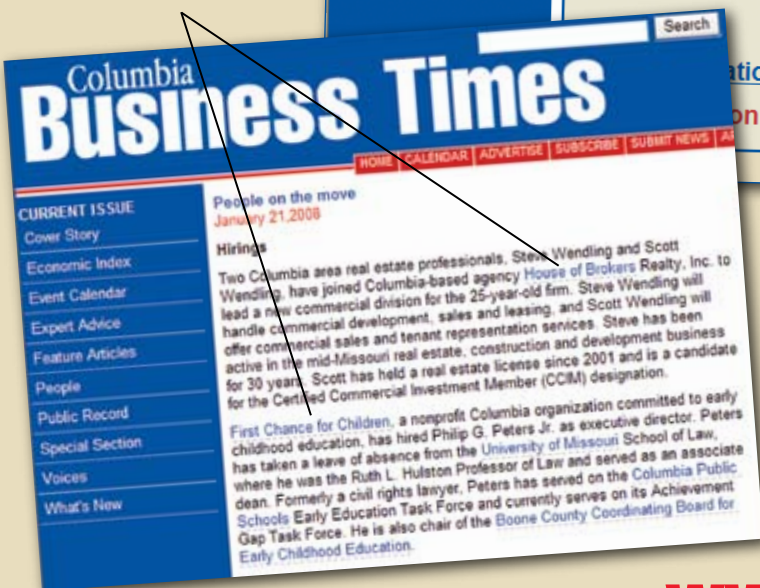 Search
Columbia
Business Times
HOME CALENDAR ADVERTISE SUBSCRIBE SUBMIT NEWS
CURRENT ISSUE
Cover Story
Economic Index
Event Calendar
Expert Advice
Feature Articles
People
Public Record
Special Section
Voices
What's New
People on the move
January 21,2008
Hirings
Two Columbia area real estate professionals, Steve Wendling and Scott
Wendling, have joined Columbia-based agency House of Brokers Realty, Inc. to
lead a new commercial division for the 25-year-old firm. Steve Wendling will
handle commercial development, sales and leasing, and Scott Wendling will
offer commercial sales and tenant representation services. Steve has been
active in the mid-Missouri real estate, construction and development business
for 30 years. Scott has held a real estate license since 2001 and is a candidate
for the Certified Commercial Investment Member (CCIM) designation.
First Chance for Children, a nonprofit Columbia organization committed to early
childhood education, has hired Philip G. Peters Jr. as executive director. Peters
has taken a leave of absence from the University of Missouri School of Law,
where he was the Ruth L. Hulston Professor of Law and served as an associate
dean. Formerly a civil rights lawyer, Peters has served on the Columbia Public
Schools Early Education Task Force and currently serves on its Achievement
Gap Task Force. He is also chair of the Boone County Coordinating Board for
Early Childhood Education.